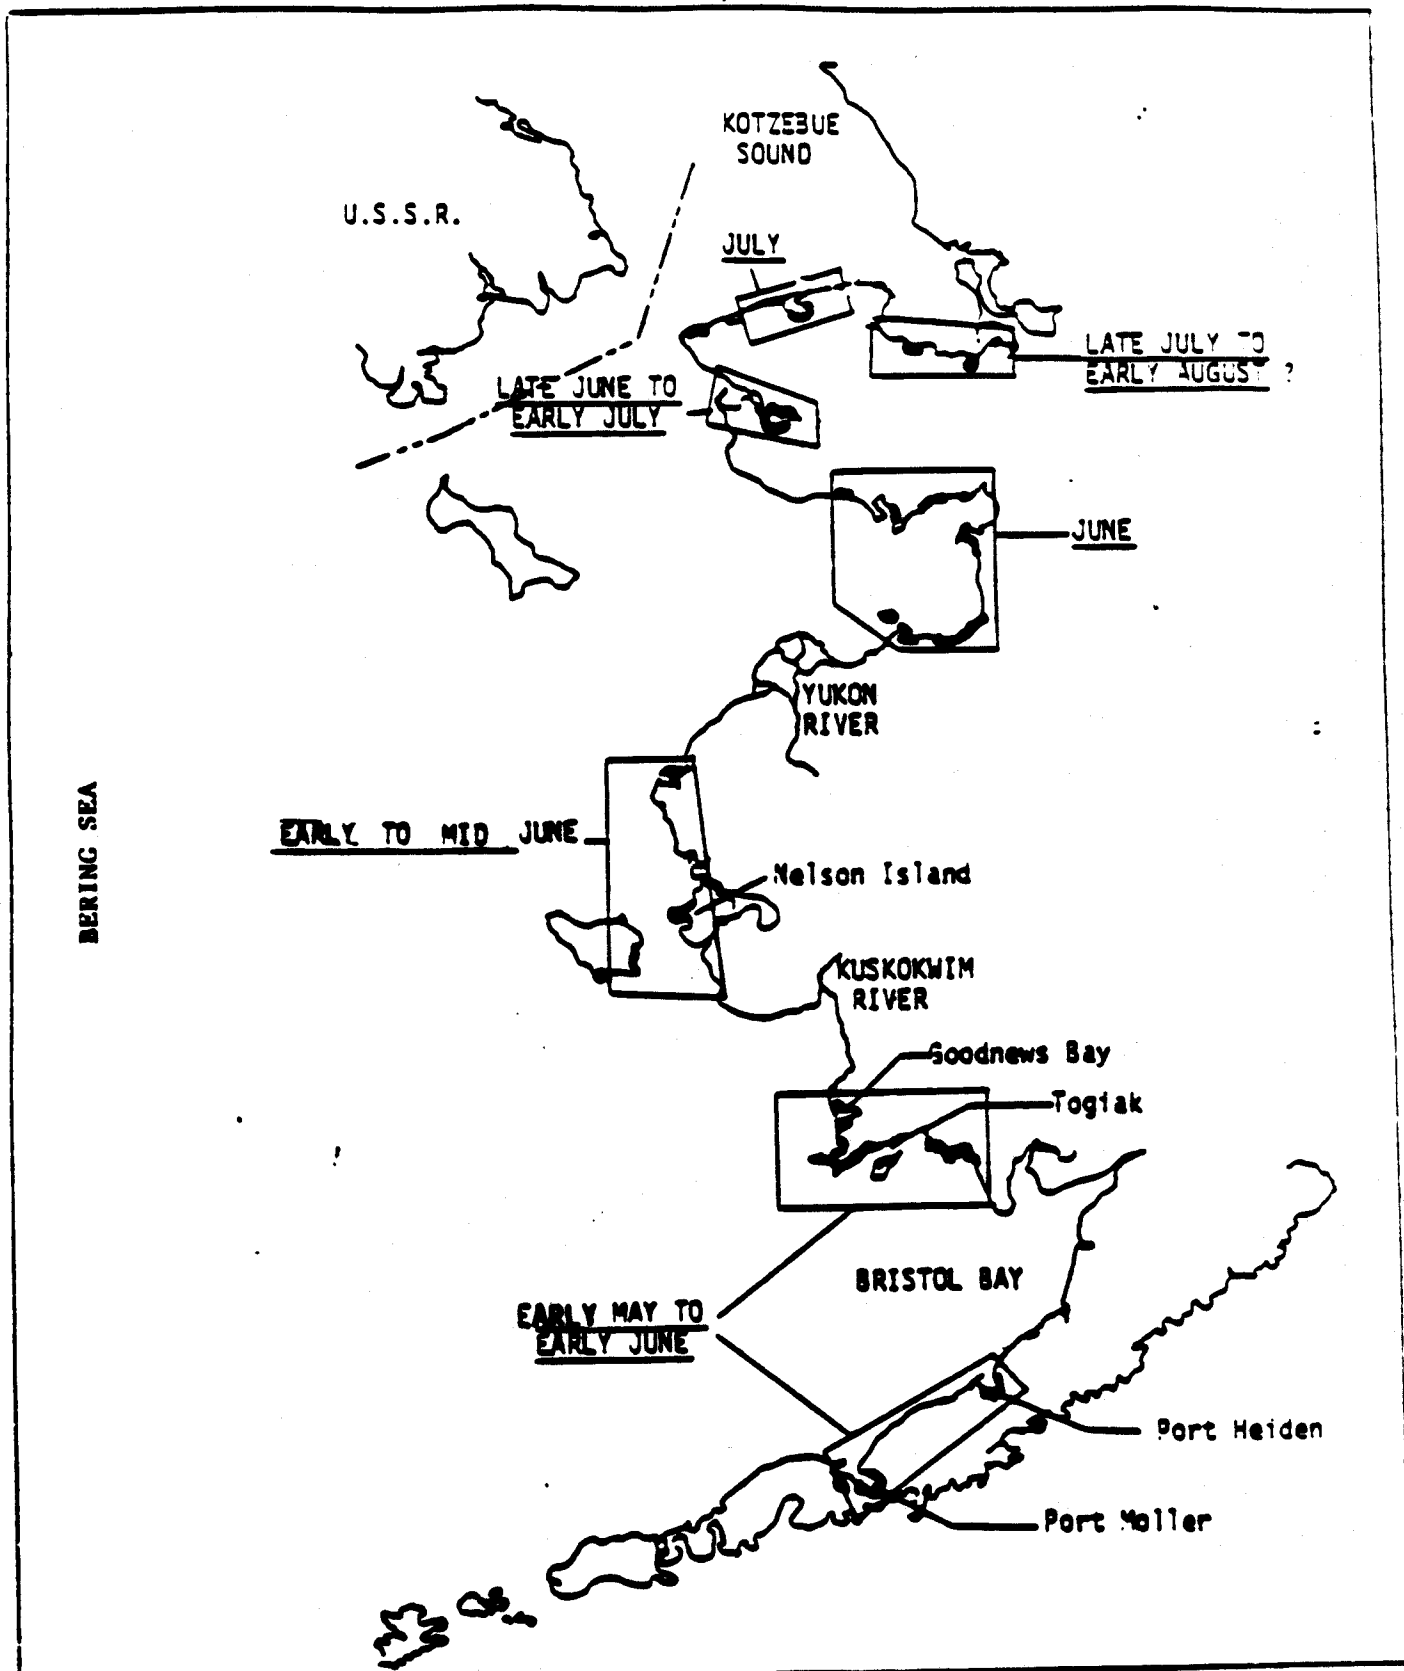 KOTZEBUE
SOUND
U.S.S.R.
JULY
LATE JULY TO
EARLY AUGUST ?
LATE JUNE TO
EARLY JULY
JUNE
YUKON
RIVER
BERING SEA
EARLY TO MID JUNE
Nelson Island
KUSKOKWIM
RIVER
Goodnews Bay
Togiak
BRISTOL BAY
EARLY MAY TO
EARLY JUNE
Port Heiden
Port Moller